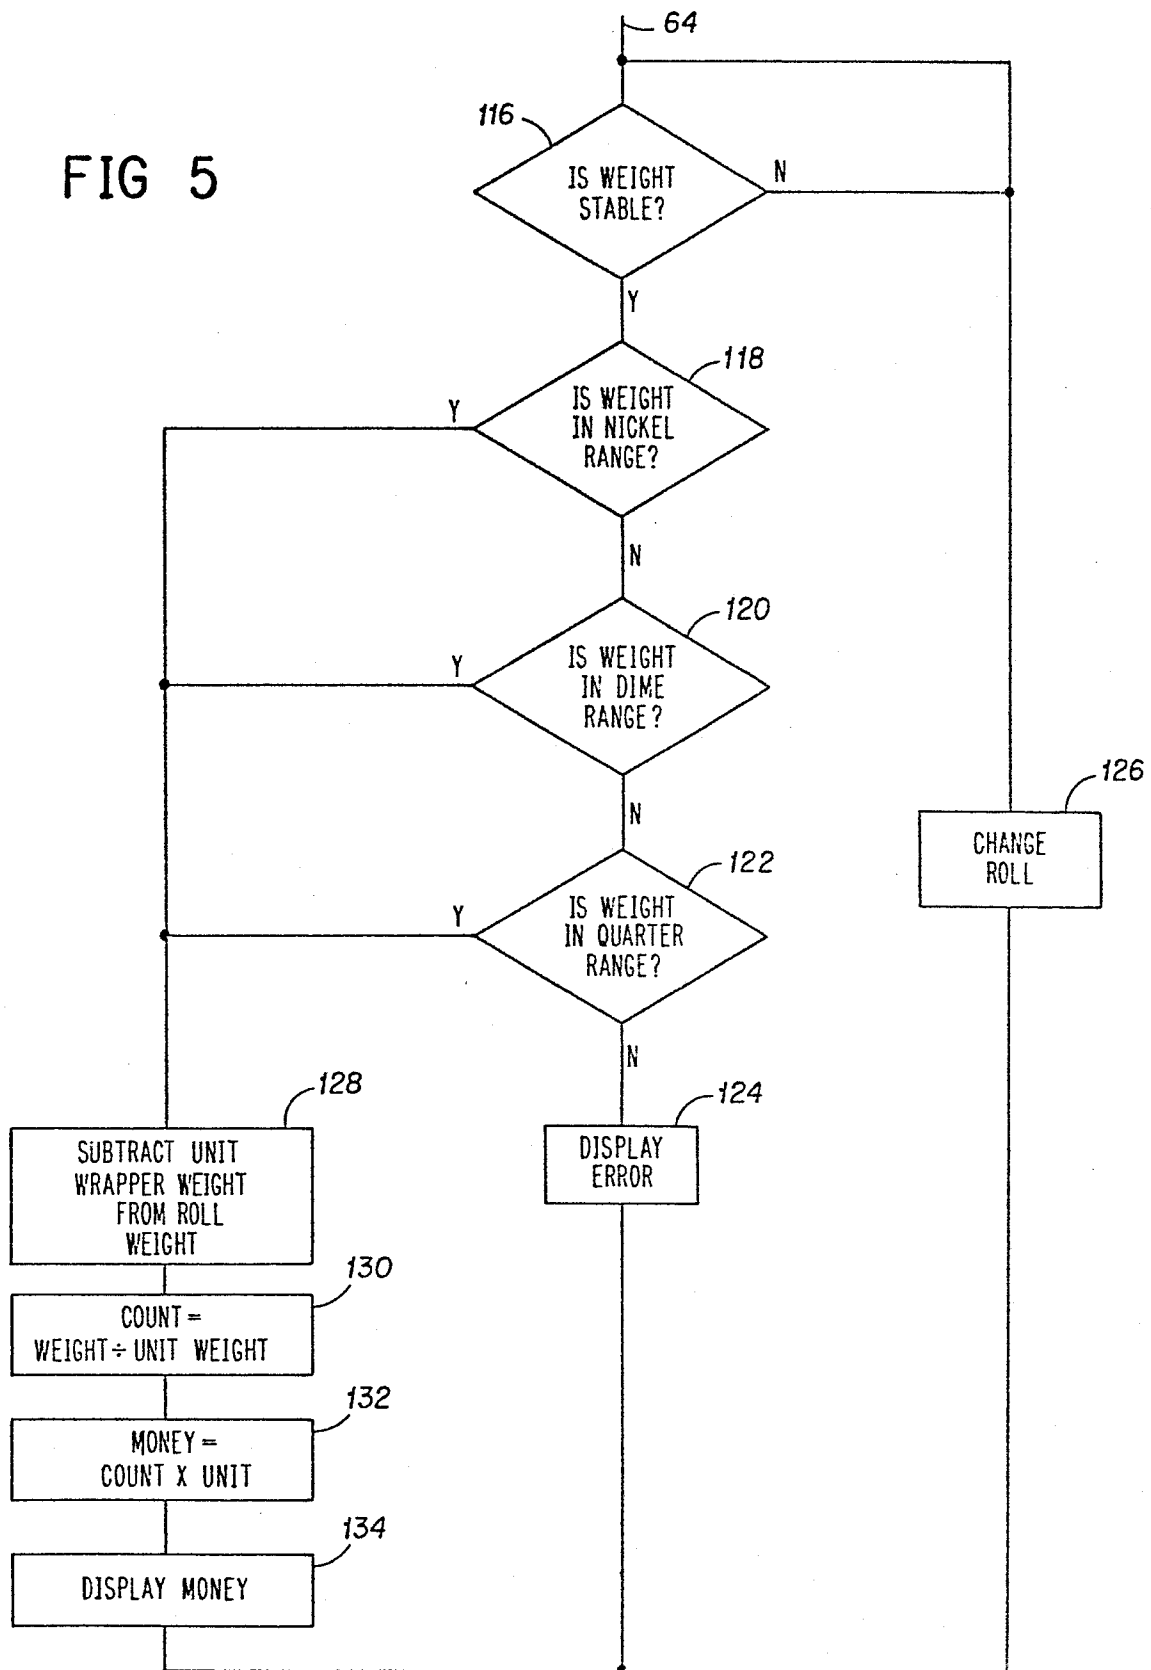 64
116
FIG 5
IS WEIGHT
STABLE?
N
Y
118
IS WEIGHT
IN NICKEL
RANGE?
Y
N
120
IS WEIGHT
IN DIME
RANGE?
Y
N
126
CHANGE
ROLL
122
IS WEIGHT
IN QUARTER
RANGE?
Y
N
128
SUBTRACT UNIT
WRAPPER WEIGHT
FROM ROLL
WEIGHT
124
DISPLAY
ERROR
130
COUNT=
WEIGHT÷UNIT WEIGHT
132
MONEY=
COUNT X UNIT
134
DISPLAY MONEY